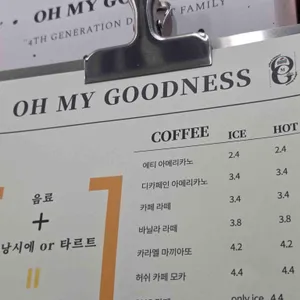 OH MY
4TH GENERATION FAMILY
OH MY GOODNESS
COFFEE ICE HOT
에티 아메리카노 2.4 2.4
디카페인 아메리카노 3.4 3.4
카페 라떼 3.4 3.4
바닐라 라떼 3.8 3.8
카라멜 마끼아또 4.2 4.2
허쉬 카페 모카 4.4 4.4
only ice 4.4
음료
+
낭시에 or 타르트
=